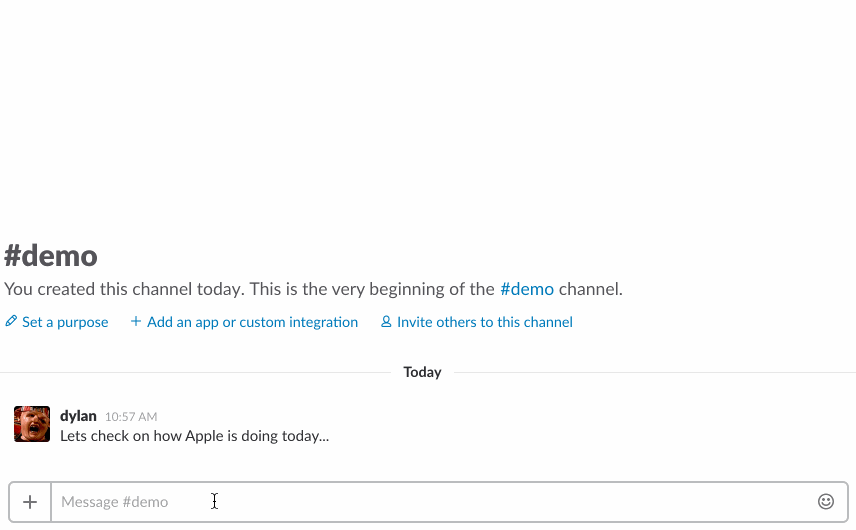 #demo
You created this channel today. This is the very beginning of the #demo channel.
Set a purpose + Add an app or custom integration Invite others to this channel
Today
dylan 10:57 AM
Lets check on how Apple is doing today...
+ Message #demo